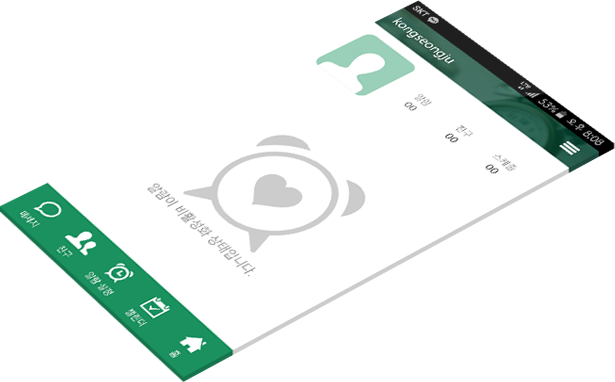 SKT LTE 53% 오후 8:08
kongseongju
알람 친구 스케줄
00 00 00
알람이 비활성화 상태입니다.
메세지 친구 알람 설정 캘린더 홈